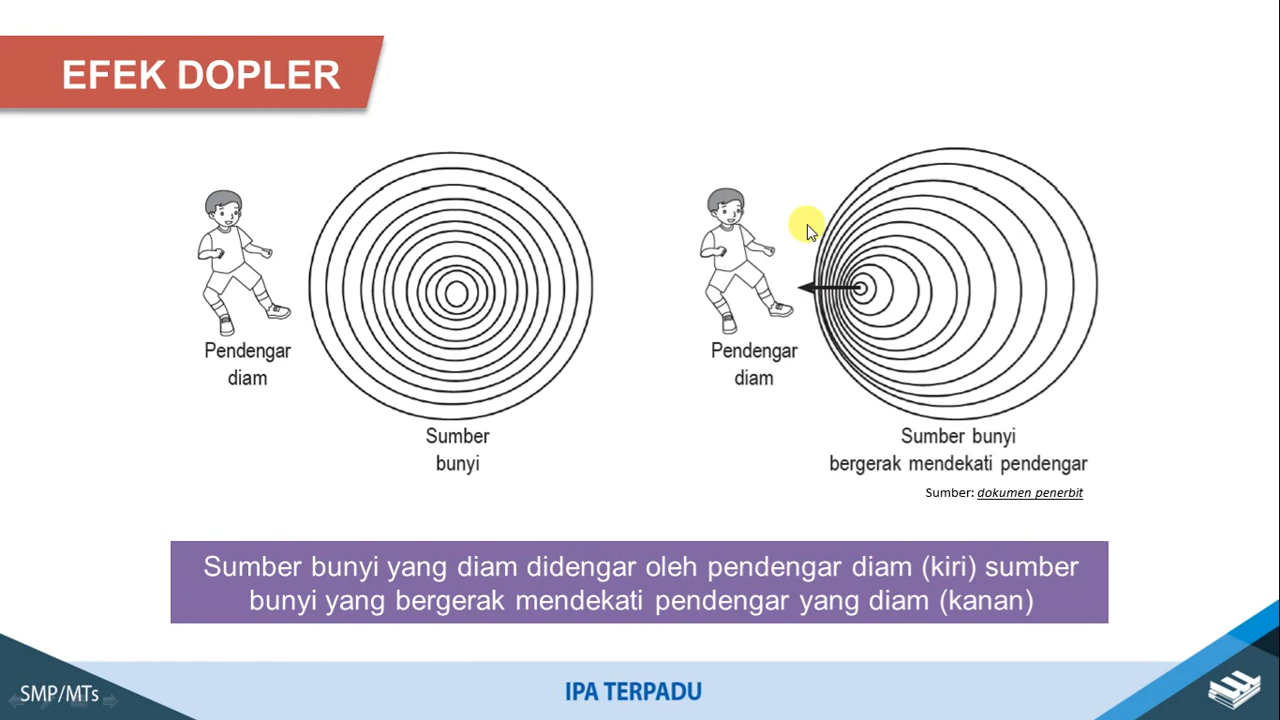 EFEK DOPLER
Pendengar
diam
Sumber
bunyi
Pendengar
diam
Sumber bunyi
bergerak mendekati pendengar
Sumber: dokumen penerbit
Sumber bunyi yang diam didengar oleh pendengar diam (kiri) sumber
bunyi yang bergerak mendekati pendengar yang diam (kanan)
SMP/MTs
IPA TERPADU